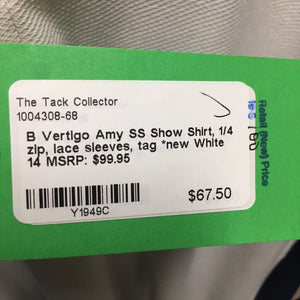 The Tack Collector
1004308-68
B Vertigo Amy SS Show Shirt, 1/4
zip, lace sleeves, tag *new White
14 MSRP: $99.95
$67.50
Y1949C
Retail (New) Price